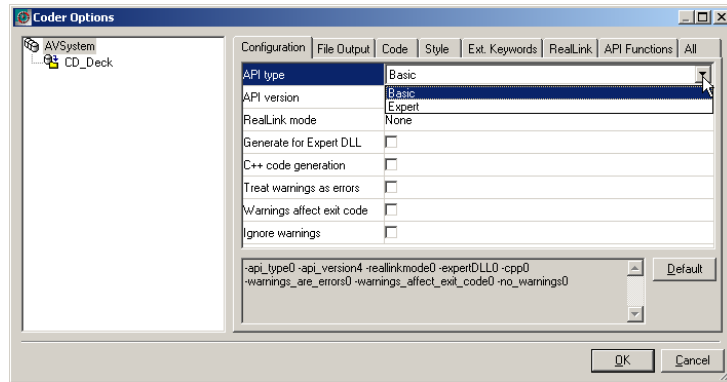 Coder Options
AVSystem
CD_Deck
Configuration File Output Code Style Ext. Keywords RealLink API Functions All
API type Basic
API version Basic
Expert
RealLink mode None
Generate for Expert DLL
C++ code generation
Treat warnings as errors
Warnings affect exit code
Ignore warnings
-api_type0 -api_version4 -reallinkmode0 -expertDLL0 -cpp0
-warnings_are_errors0 -warnings_affect_exit_code0 -no_warnings0
Default
OK Cancel